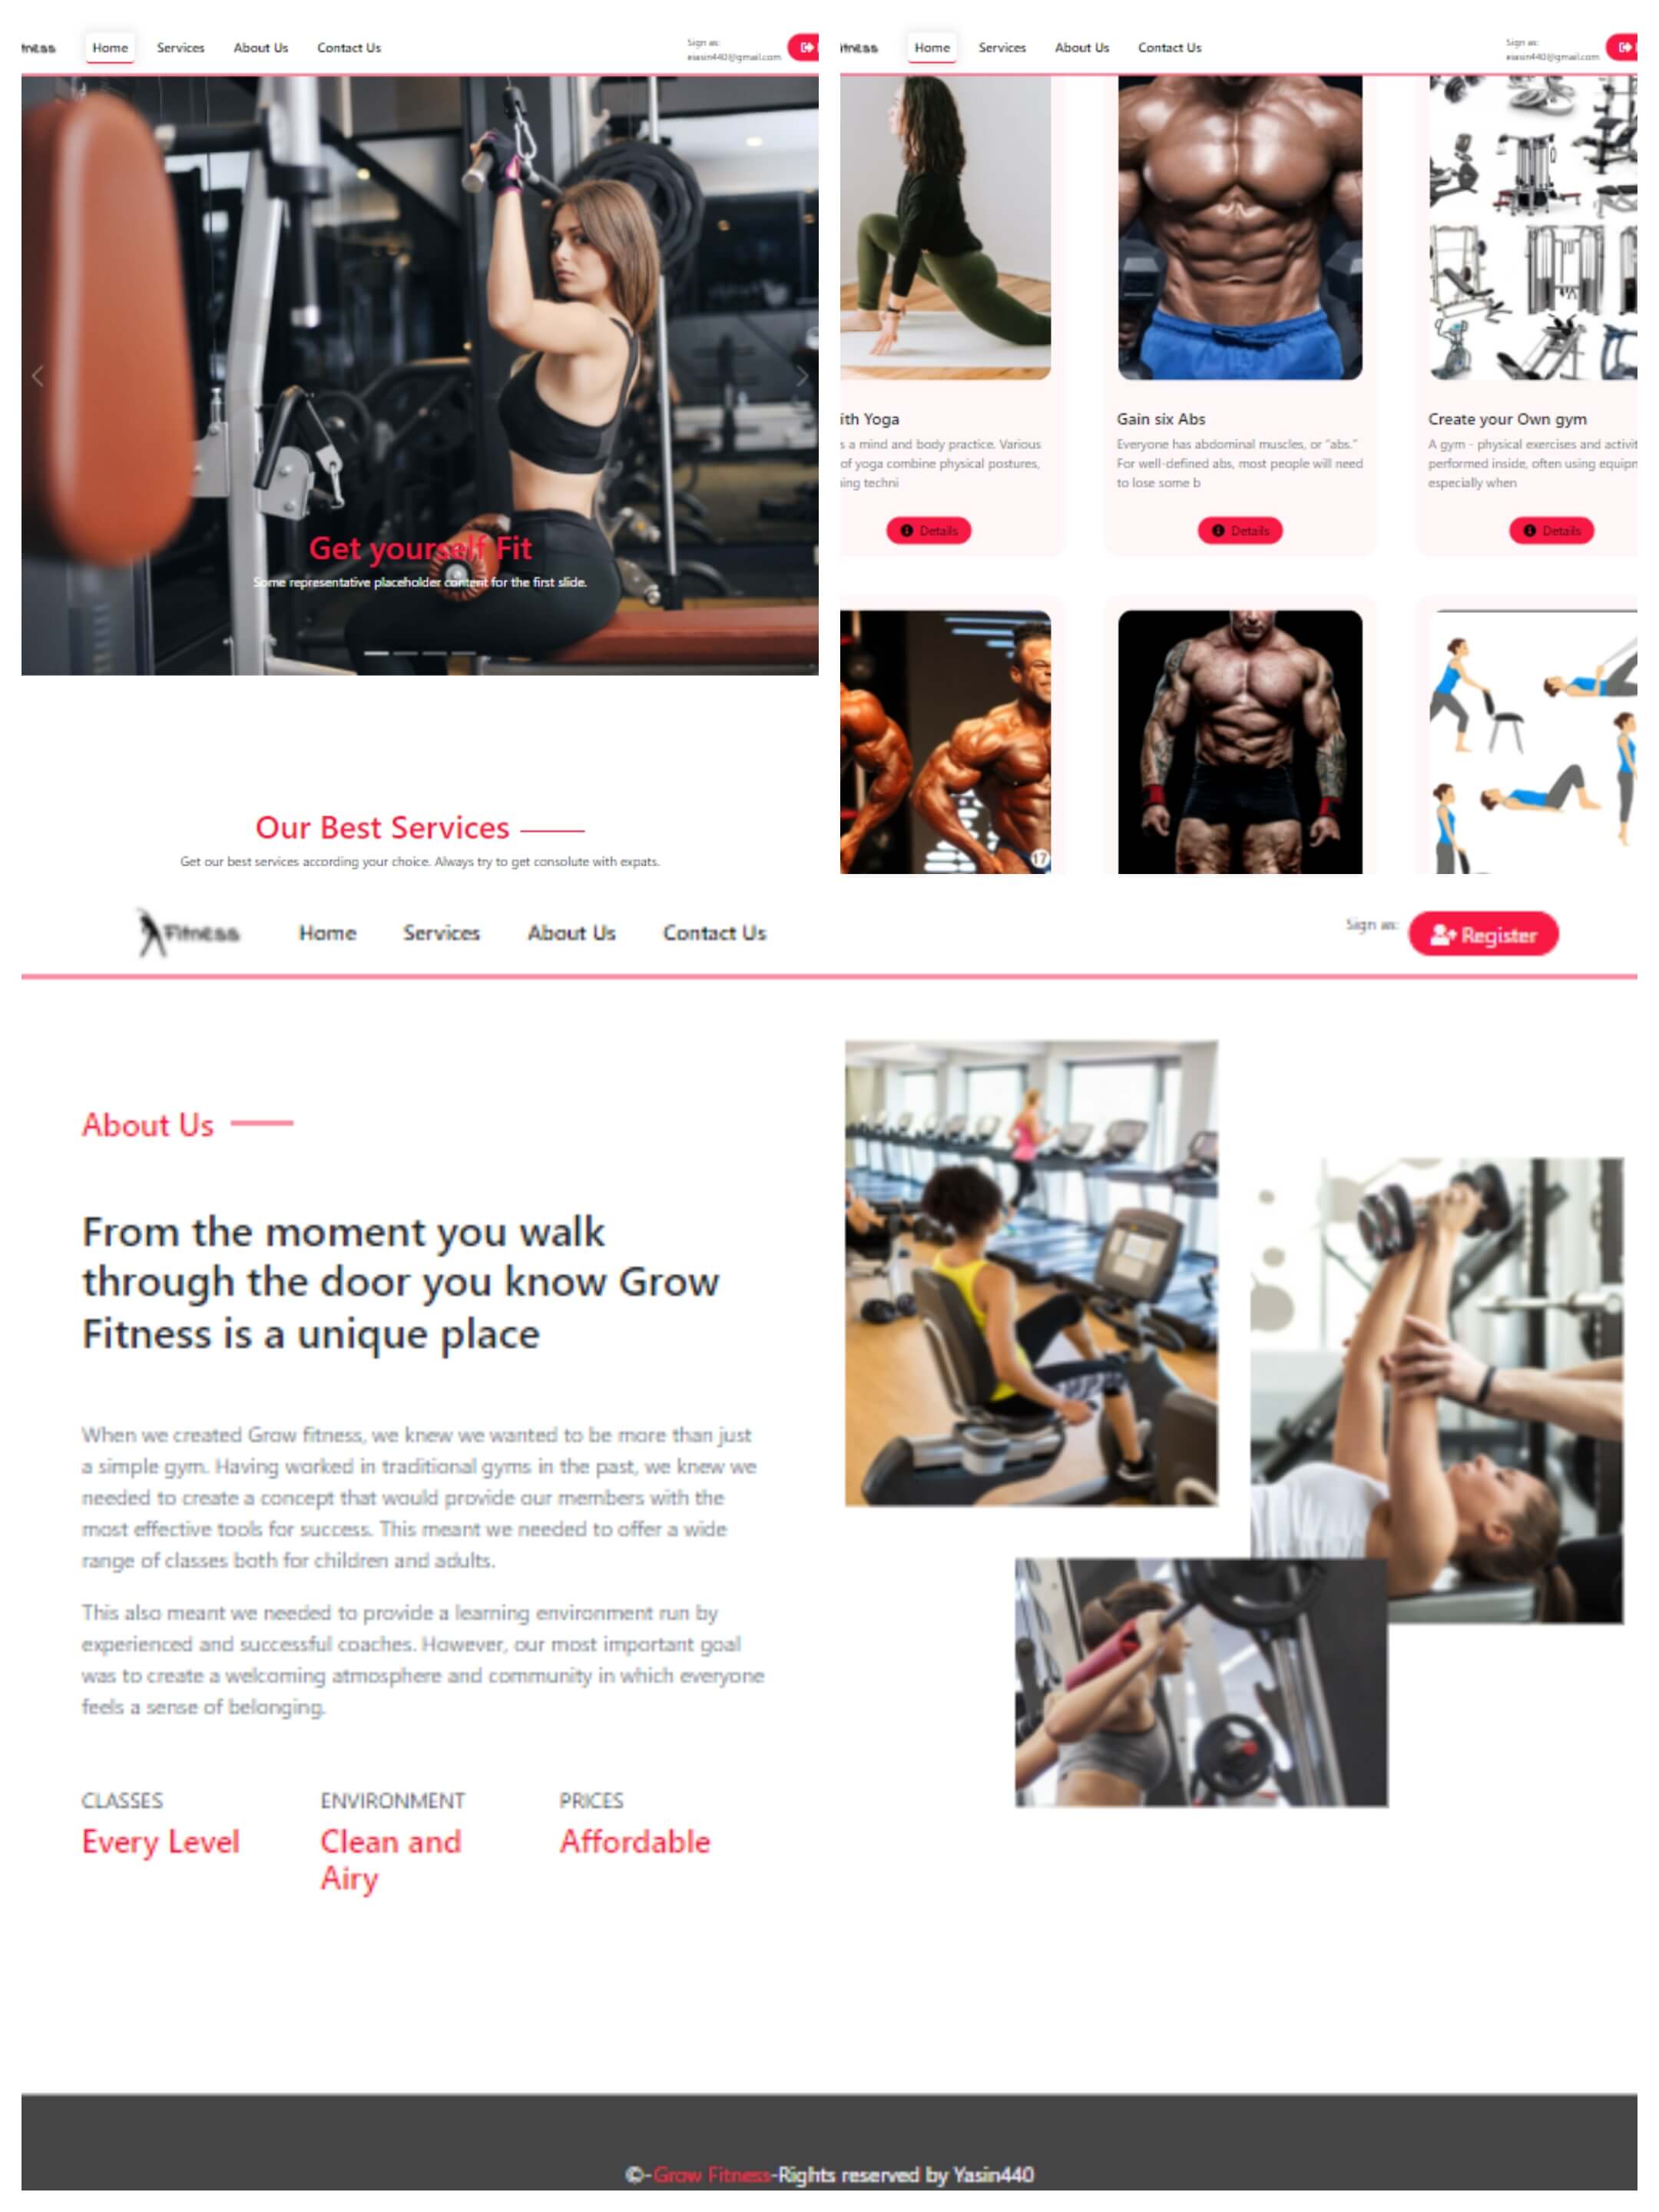 Fitness Home Services About Us Contact Us Sign as:
Get yourself Fit
Some representative placeholder content for the first slide.
Our Best Services
Get our best services according your choice. Always try to get consolute with expats.
Home Services About Us Contact Us Sign as:
ith Yoga
s a mind and body practice. Various
of yoga combine physical postures,
ing techni
Details
Gain six Abs
Everyone has abdominal muscles, or "abs."
For well-defined abs, most people will need
to lose some b
Details
Create your Own gym
A gym - physical exercises and activit
performed inside, often using equipm
especially when
Details
17
Fitness Home Services About Us Contact Us Sign as: Register
About Us
From the moment you walk
through the door you know Grow
Fitness is a unique place
When we created Grow fitness, we knew we wanted to be more than just
a simple gym. Having worked in traditional gyms in the past, we knew we
needed to create a concept that would provide our members with the
most effective tools for success. This meant we needed to offer a wide
range of classes both for children and adults.
This also meant we needed to provide a learning environment run by
experienced and successful coaches. However, our most important goal
was to create a welcoming atmosphere and community in which everyone
feels a sense of belonging.
CLASSES
Every Level
ENVIRONMENT
Clean and
Airy
PRICES
Affordable
©-Grow Fitness-Rights reserved by Yasin440